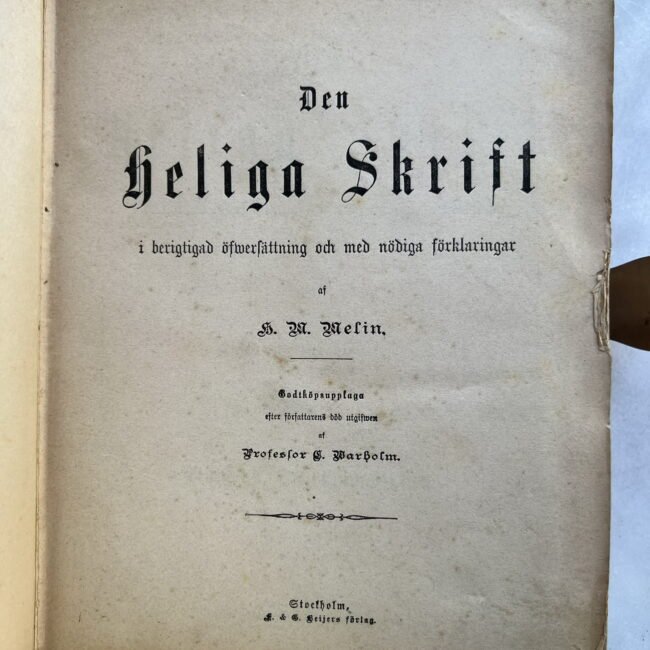 Den
Heliga Skrift
i berigtigad öfwersättning och med nödiga förklaringar
af
H. M. Melin.
Godtköpsupplaga
efter författarens död utgifwen
af
Professor C. Warholm.
Stockholm,
F. & G. Beijers förlag.